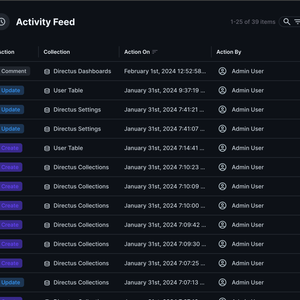 Activity Feed
1-25 of 39 items
Action Collection Action On Action By
Comment Directus Dashboards February 1st, 2024 12:52:58... Admin User
Update User Table January 31st, 2024 9:37:19 ... Admin User
Update Directus Settings January 31st, 2024 7:41:21 ... Admin User
Update Directus Settings January 31st, 2024 7:41:07 ... Admin User
Create User Table January 31st, 2024 7:14:41 ... Admin User
Create Directus Collections January 31st, 2024 7:10:23 ... Admin User
Create Directus Collections January 31st, 2024 7:10:09 ... Admin User
Create Directus Collections January 31st, 2024 7:10:00 ... Admin User
Create Directus Collections January 31st, 2024 7:09:42 ... Admin User
Create Directus Collections January 31st, 2024 7:09:30 ... Admin User
Create Directus Collections January 31st, 2024 7:07:25 ... Admin User
Update Directus Collections January 31st, 2024 7:07:13 ... Admin User